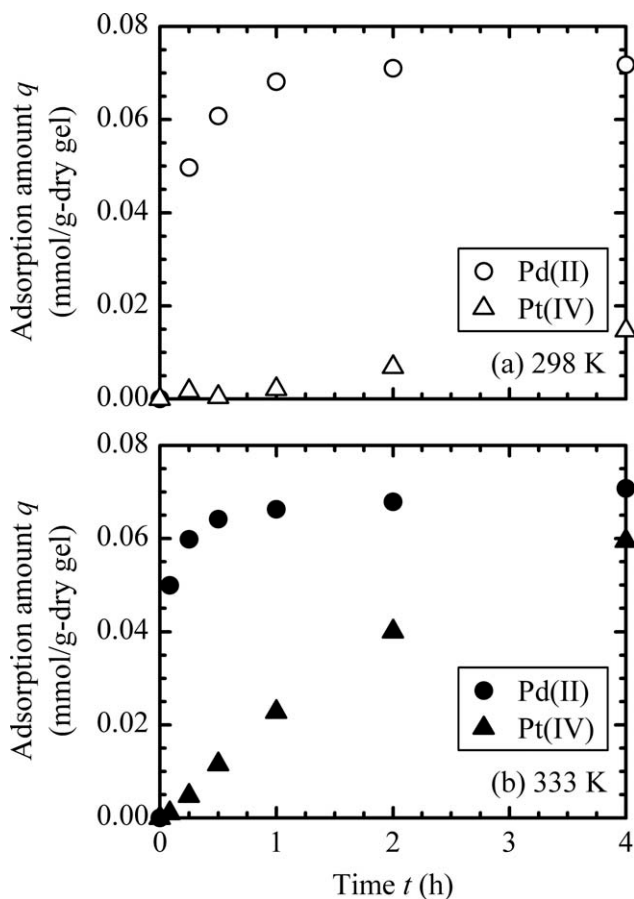 0.08
0.06
0.04
0.02
0.00
Adsorption amount q
(mmol/g-dry gel)
Pd(II)
Pt(IV)
(a) 298 K
0.08
0.06
0.04
0.02
0.00
Adsorption amount q
(mmol/g-dry gel)
Pd(II)
Pt(IV)
(b) 333 K
0 1 2 3 4
Time t (h)